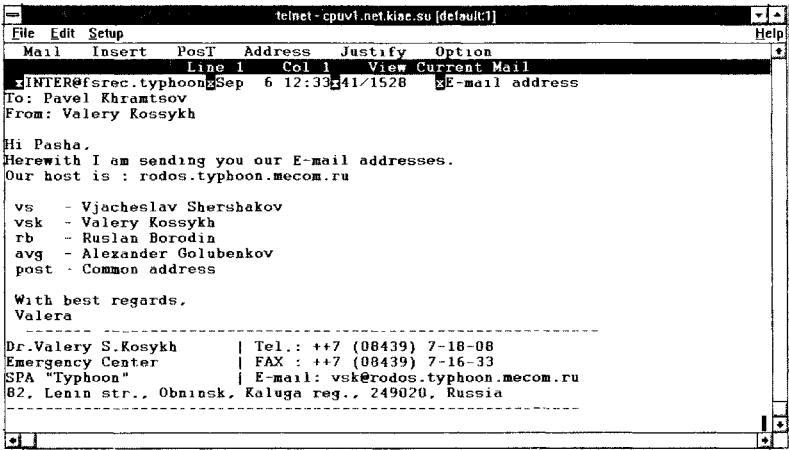 telnet - cpuv1.net.kiae.su [default:1]
File Edit Setup Help
Mail Insert PosT Address Justify Option
Line 1 Col 1 View Current Mail
xINTER@fsrec.typhoonxSep 6 12:33x41/1528 xE-mail address
To: Pavel Khramtsov
From: Valery Kossykh
Hi Pasha,
Herewith I am sending you our E-mail addresses.
Our host is : rodos.typhoon.mecom.ru
vs - Vjacheslav Shershakov
vsk - Valery Kossykh
rb - Ruslan Borodin
avg - Alexander Golubenkov
post - Common address
With best regards,
Valera
Dr.Valery S.Kosykh | Tel.: ++7 (08439) 7-18-08
Emergency Center | FAX : ++7 (08439) 7-16-33
SPA "Typhoon" | E-mail: vsk@rodos.typhoon.mecom.ru
82, Lenin str., Obninsk, Kaluga reg., 249020, Russia